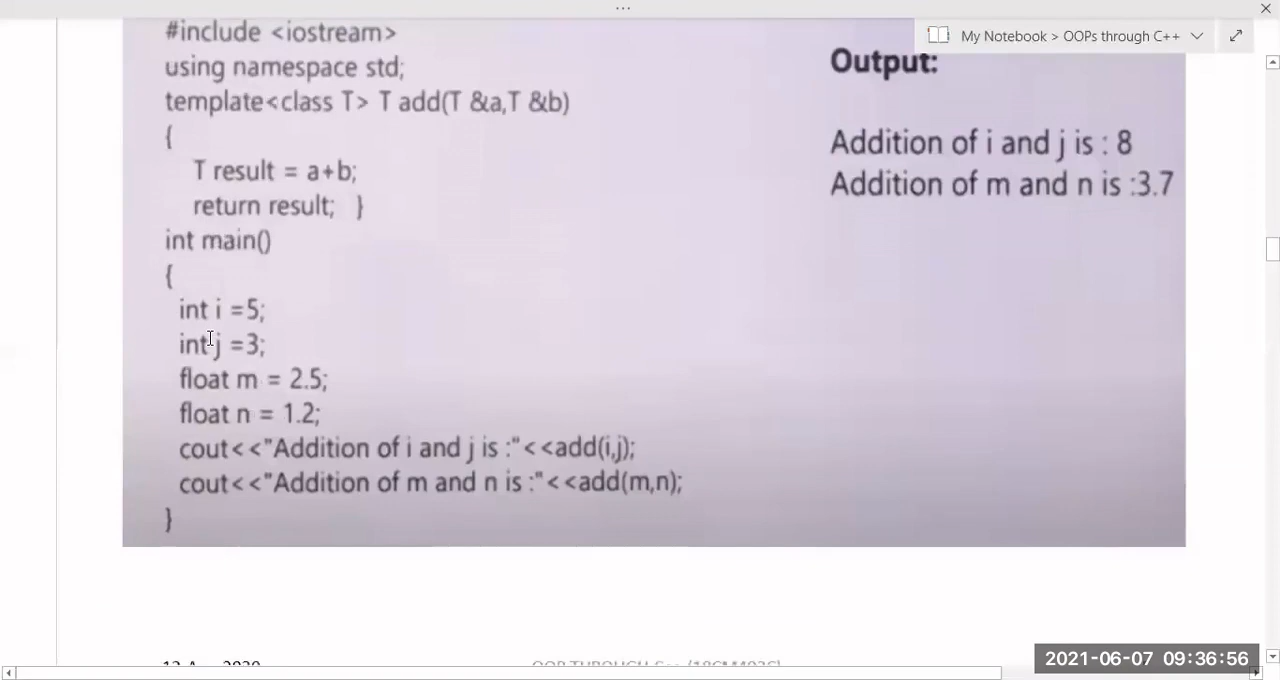 ...
My Notebook > OOPs through C++
#include <iostream>
using namespace std;
template<class T> T add(T &a,T &b)
{
T result = a+b;
return result; }
int main()
{
int i =5;
int j =3;
float m = 2.5;
float n = 1.2;
cout<<"Addition of i and j is :"<<add(i,j);
cout<<"Addition of m and n is :"<<add(m,n);
}
Output:
Addition of i and j is : 8
Addition of m and n is :3.7
2021-06-07 09:36:56